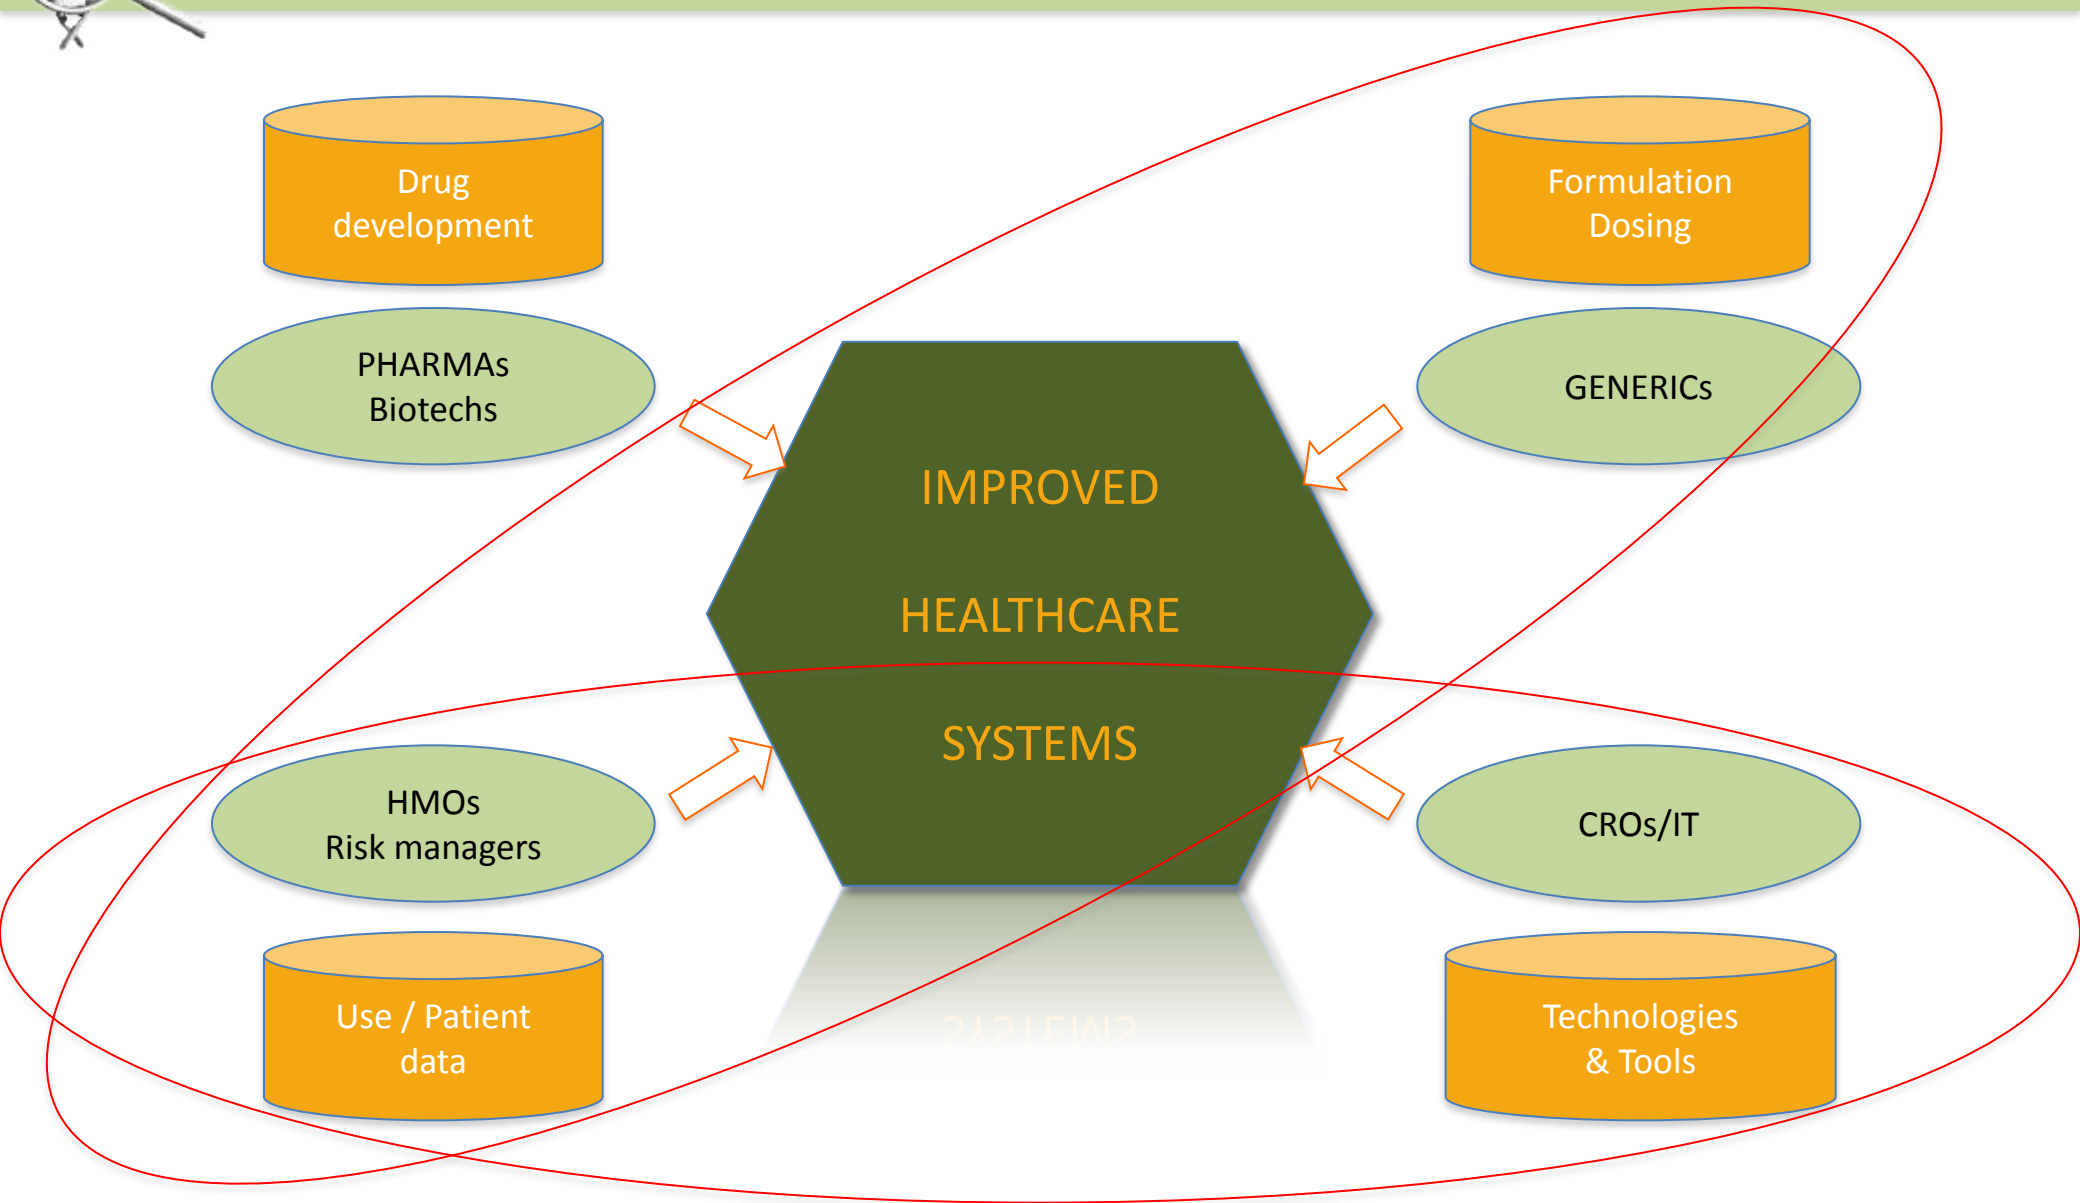 Drug
development
Formulation
Dosing
PHARMAs
Biotechs
GENERICs
IMPROVED
HEALTHCARE
SYSTEMS
HMOs
Risk managers
CROs/IT
Use / Patient
data
Technologies
& Tools